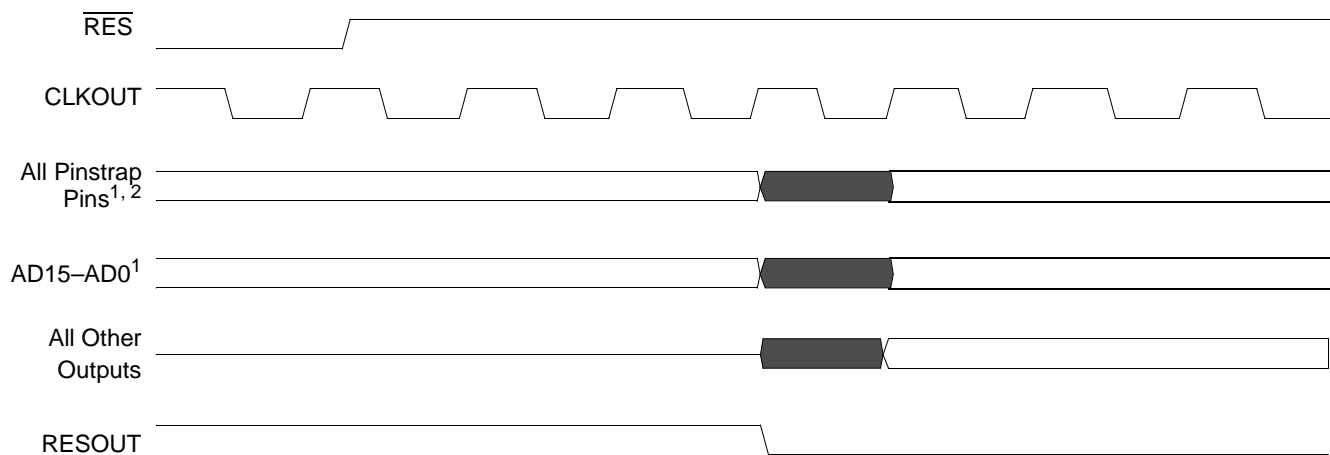 RES
CLKOUT
All Pinstrap
Pins1, 2
AD15–AD01
All Other
Outputs
RESOUT